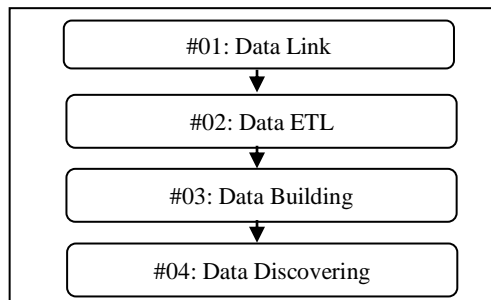 #01: Data Link
#02: Data ETL
#03: Data Building
#04: Data Discovering